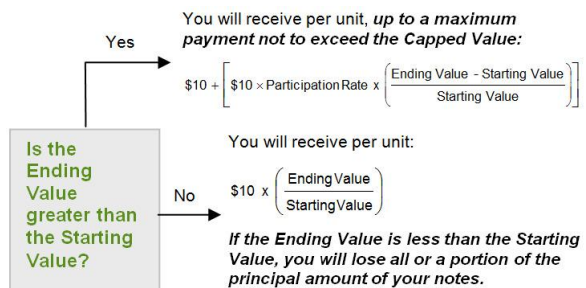 You will receive per unit, up to a maximum
payment not to exceed the Capped Value:
Yes
$10 + [ $10 × Participation Rate x ( Ending Value - Starting Value / Starting Value ) ]
Is the
Ending
Value
greater than
the Starting
Value?
You will receive per unit:
No
$10 x ( Ending Value / Starting Value )
If the Ending Value is less than the Starting
Value, you will lose all or a portion of the
principal amount of your notes.